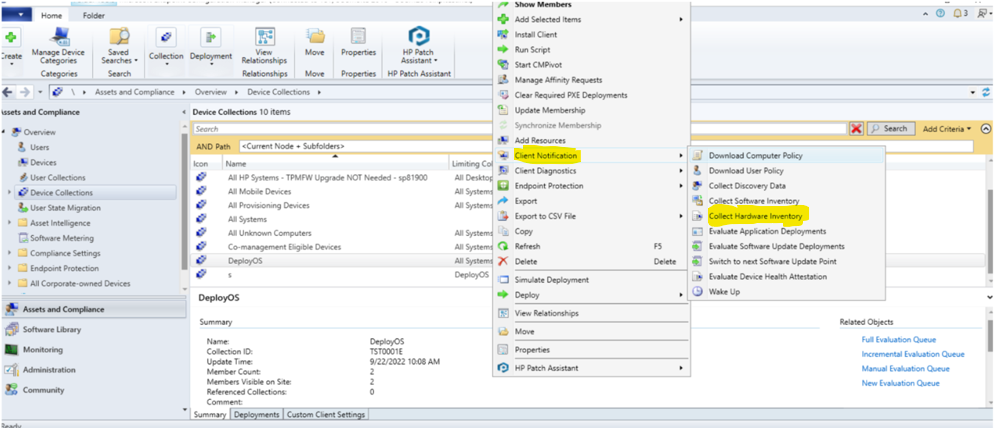 Home Folder
Create
Manage Device
Categories
Saved
Searches
Collection
Deployment
View
Relationships
Move
Properties
HP Patch
Assistant
Categories Search Relationships Move Properties HP Patch Assistant
3
\ Assets and Compliance Overview Device Collections
Assets and Compliance
Overview
Users
Devices
User Collections
Device Collections
User State Migration
Asset Intelligence
Software Metering
Compliance Settings
Endpoint Protection
All Corporate-owned Devices
Assets and Compliance
Software Library
Monitoring
Administration
Community
Ready
Device Collections 10 items
Search
Search
Add Criteria
AND Path <Current Node + Subfolders>
Icon Name Limiting Col
All HP Systems - TPMFW Upgrade NOT Needed - sp81900 All Desktop
All Mobile Devices All Systems
All Provisioning Devices All Systems
All Systems
All Unknown Computers All Systems
Co-management Eligible Devices All Systems
DeployOS All Systems
s DeployOS
Show Members
Add Selected Items
Install Client
Run Script
Start CMPivot
Manage Affinity Requests
Clear Required PXE Deployments
Update Membership
Synchronize Membership
Add Resources
Client Notification
Client Diagnostics
Endpoint Protection
Export
Export to CSV File
Copy
Refresh F5
Delete Delete
Simulate Deployment
Deploy
View Relationships
Move
Properties
HP Patch Assistant
Download Computer Policy
Download User Policy
Collect Discovery Data
Collect Software Inventory
Collect Hardware Inventory
Evaluate Application Deployments
Evaluate Software Update Deployments
Switch to next Software Update Point
Evaluate Device Health Attestation
Wake Up
DeployOS
Summary
Name: DeployOS
Collection ID: TST0001E
Update Time: 9/22/2022 10:08 AM
Member Count: 2
Members Visible on Site: 2
Referenced Collections: 0
Comment:
Related Objects
Full Evaluation Queue
Incremental Evaluation Queue
Manual Evaluation Queue
New Evaluation Queue
Summary Deployments Custom Client Settings